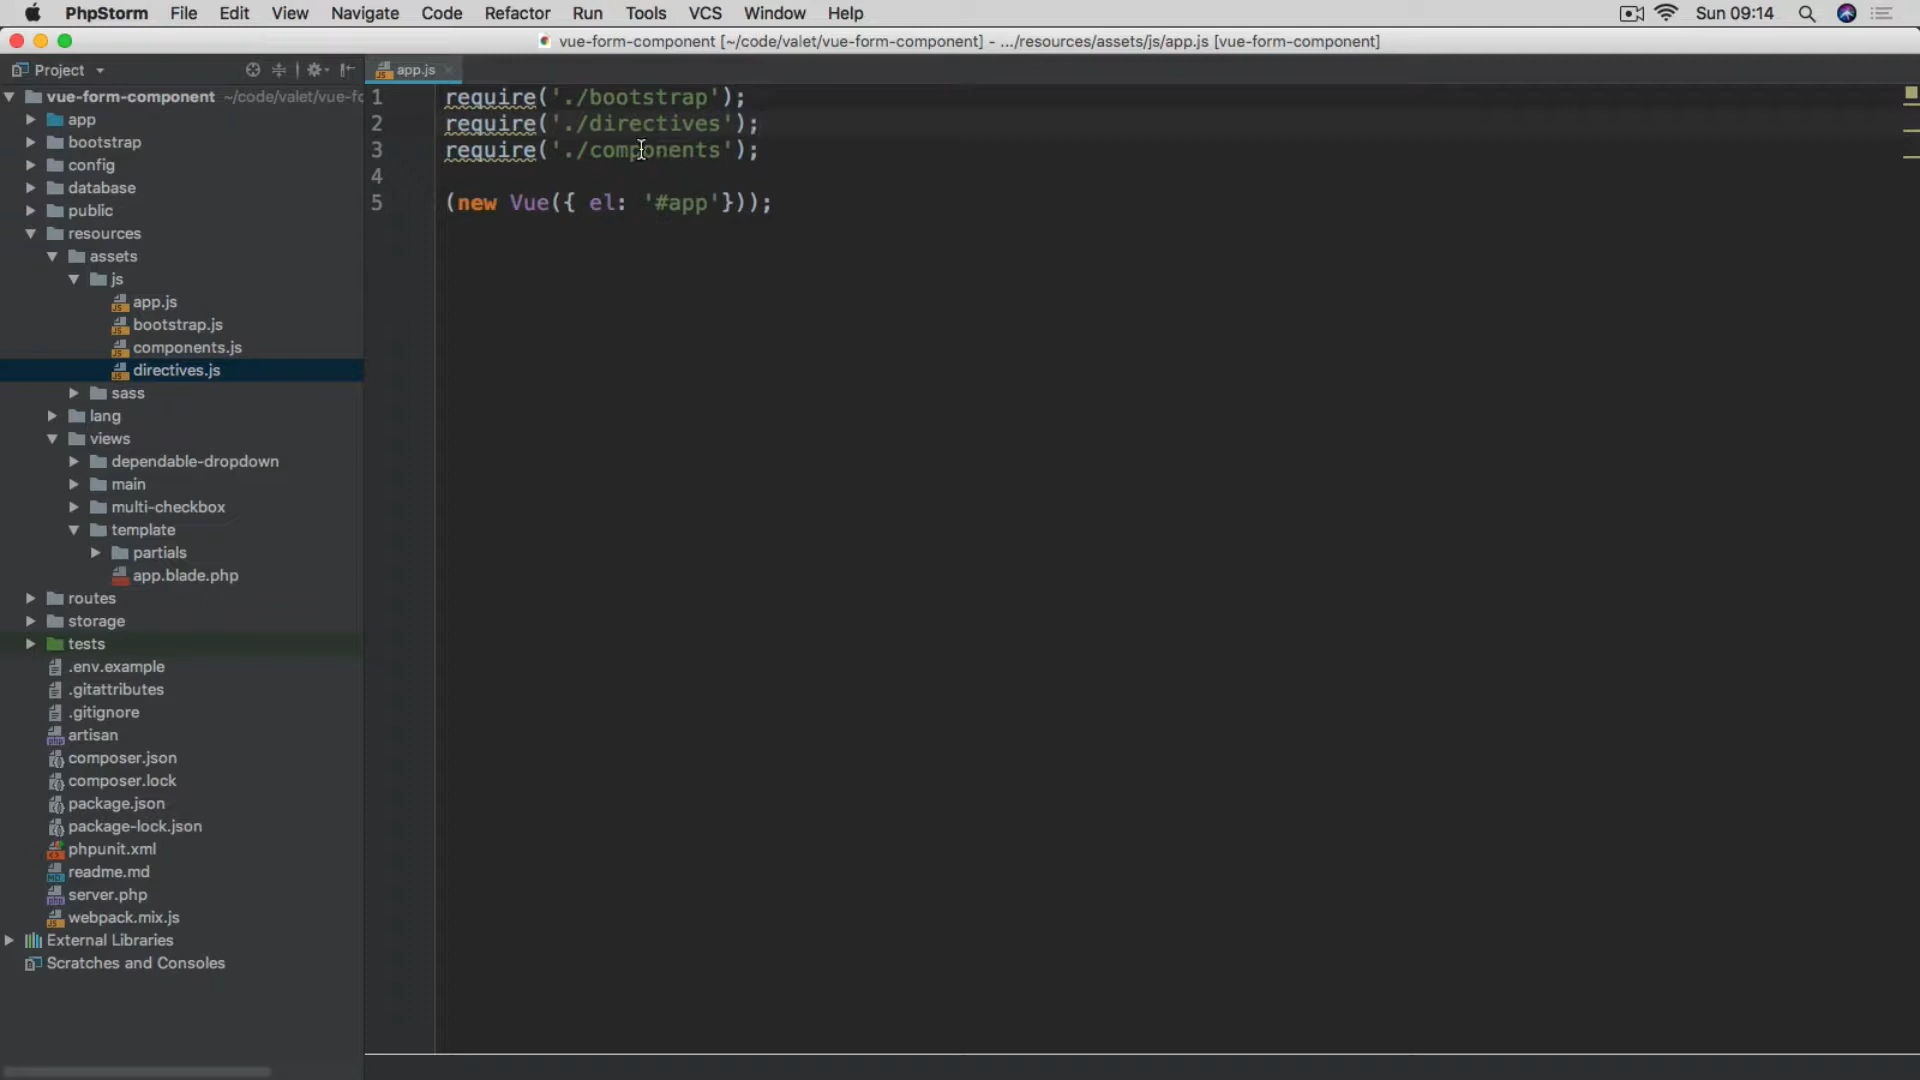 PhpStorm File Edit View Navigate Code Refactor Run Tools VCS Window Help Sun 09:14
vue-form-component [~/code/valet/vue-form-component] - .../resources/assets/js/app.js [vue-form-component]
Project app.js
vue-form-component ~/code/valet/vue-fo
app
bootstrap
config
database
public
resources
assets
js
app.js
bootstrap.js
components.js
directives.js
sass
lang
views
dependable-dropdown
main
multi-checkbox
template
partials
app.blade.php
routes
storage
tests
.env.example
.gitattributes
.gitignore
artisan
composer.json
composer.lock
package.json
package-lock.json
phpunit.xml
readme.md
server.php
webpack.mix.js
External Libraries
Scratches and Consoles
1 require('./bootstrap');
2 require('./directives');
3 require('./components');
4
5 (new Vue({ el: '#app'}));